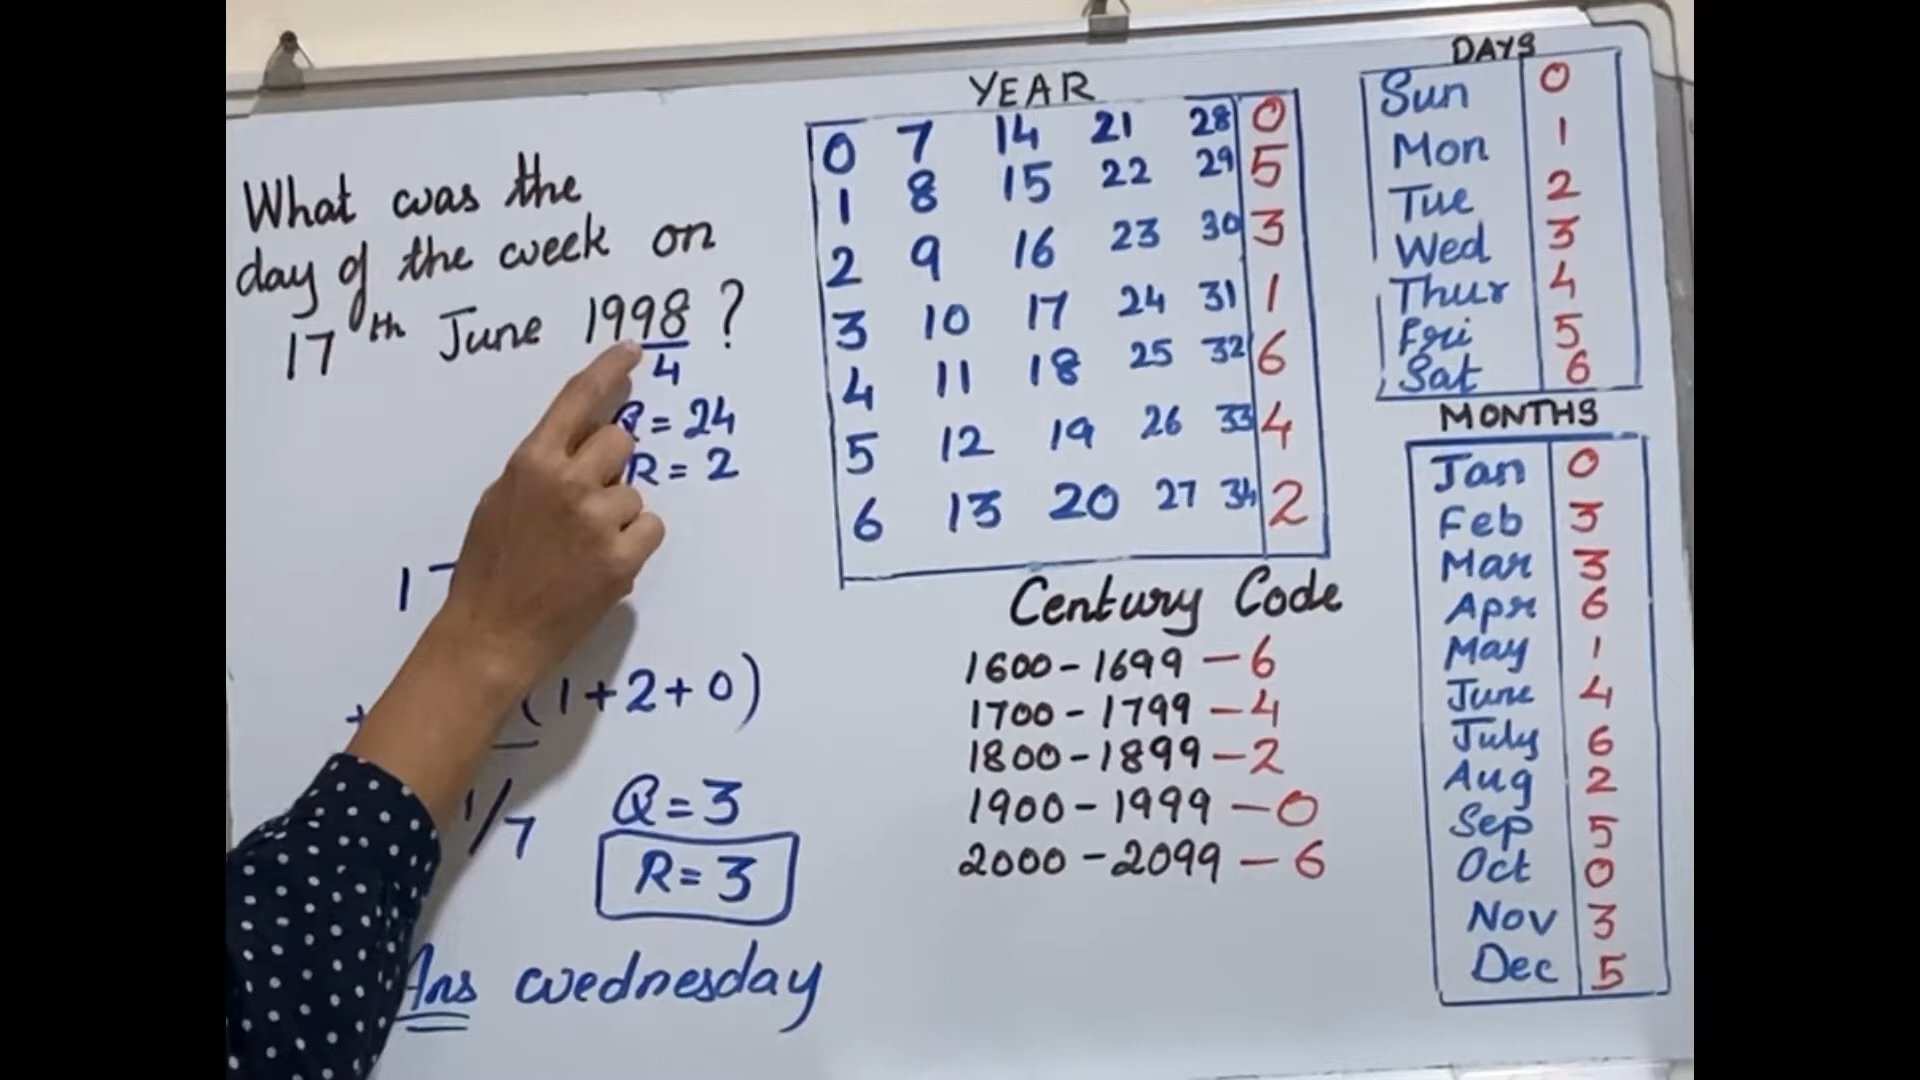 What was the
day of the week on
17th June 1998 ?
4
Q = 24
R = 2
17
+ (1+2+0)
1/7 Q = 3
R = 3
Ans wednesday
YEAR
0 7 14 21 28 0
1 8 15 22 29 5
2 9 16 23 30 3
3 10 17 24 31 1
4 11 18 25 32 6
5 12 19 26 33 4
6 13 20 27 34 2
Century Code
1600 - 1699 - 6
1700 - 1799 - 4
1800 - 1899 - 2
1900 - 1999 - 0
2000 - 2099 - 6
DAYS
Sun 0
Mon 1
Tue 2
Wed 3
Thur 4
Fri 5
Sat 6
MONTHS
Jan 0
Feb 3
Mar 3
Apr 6
May 1
June 4
July 6
Aug 2
Sep 5
Oct 0
Nov 3
Dec 5